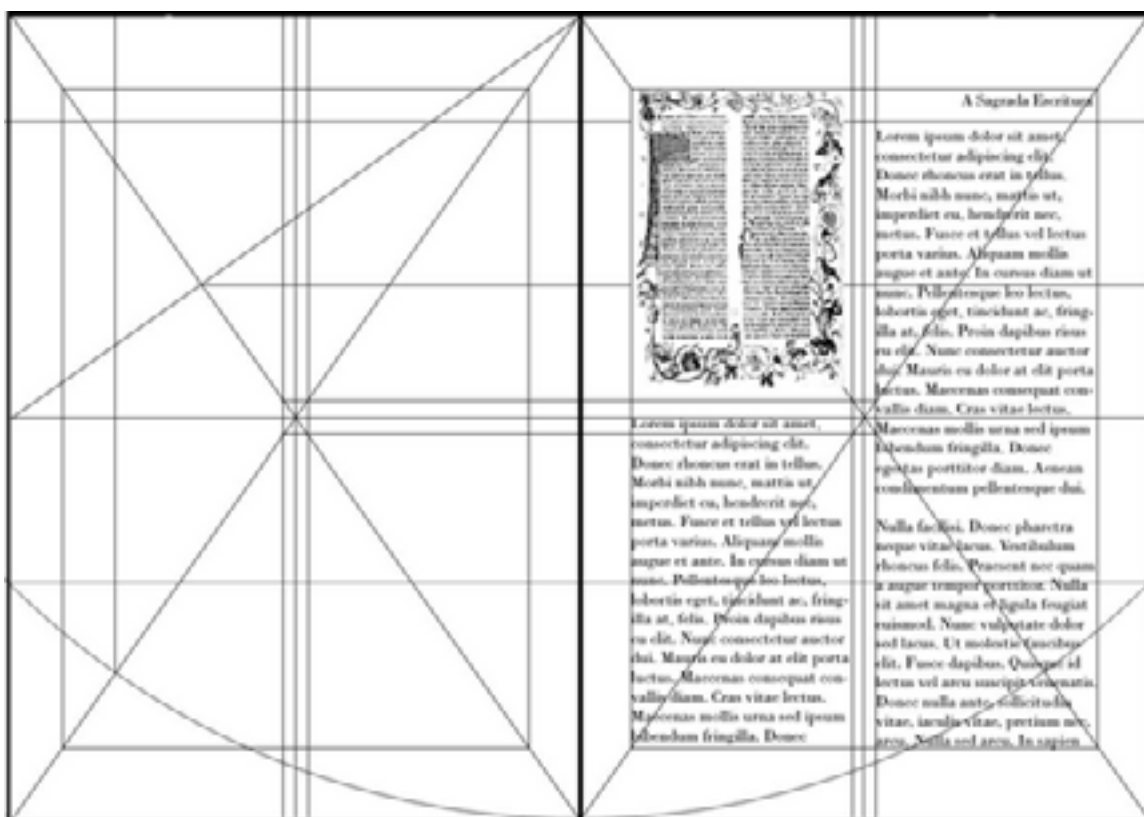 A Sagrada Escritura
Lorem ipsum dolor sit amet,
consectetur adipiscing elit.
Donec rhoncus erat in tellus.
Morbi nibh nunc, mattis ut,
imperdiet eu, hendrerit nec,
metus. Fusce et tellus vel lectus
porta varius. Aliquam mollis
augue et ante. In cursus diam ut
nunc. Pellentesque leo lectus,
lobortis eget, tincidunt ac, fring-
illa at, felis. Proin dapibus risus
eu elit. Nunc consectetur auctor
dui. Mauris eu dolor at elit porta
luctus. Maecenas consequat con-
vallis diam. Cras vitae lectus.
Maecenas mollis urna sed ipsum
bibendum fringilla. Donec
Lorem ipsum dolor sit amet,
consectetur adipiscing elit.
Donec rhoncus erat in tellus.
Morbi nibh nunc, mattis ut,
imperdiet eu, hendrerit nec,
metus. Fusce et tellus vel lectus
porta varius. Aliquam mollis
augue et ante. In cursus diam ut
nunc. Pellentesque leo lectus,
lobortis eget, tincidunt ac, fring-
illa at, felis. Proin dapibus risus
eu elit. Nunc consectetur auctor
dui. Mauris eu dolor at elit porta
luctus. Maecenas consequat con-
vallis diam. Cras vitae lectus.
Maecenas mollis urna sed ipsum
bibendum fringilla. Donec
egestas porttitor diam. Aenean
condimentum pellentesque dui.
Nulla facilisi. Donec pharetra
neque vitae lacus. Vestibulum
rhoncus felis. Praesent nec quam
a augue tempor porttitor. Nulla
sit amet magna et ligula feugiat
euismod. Nunc vulputate dolor
sed lacus. Ut molestie faucibus
elit. Fusce dapibus. Quisque id
lectus vel arcu suscipit venenatis.
Donec nulla ante, sollicitudin
vitae, iaculis vitae, pretium nec,
arcu. Nulla sed arcu. In sapien